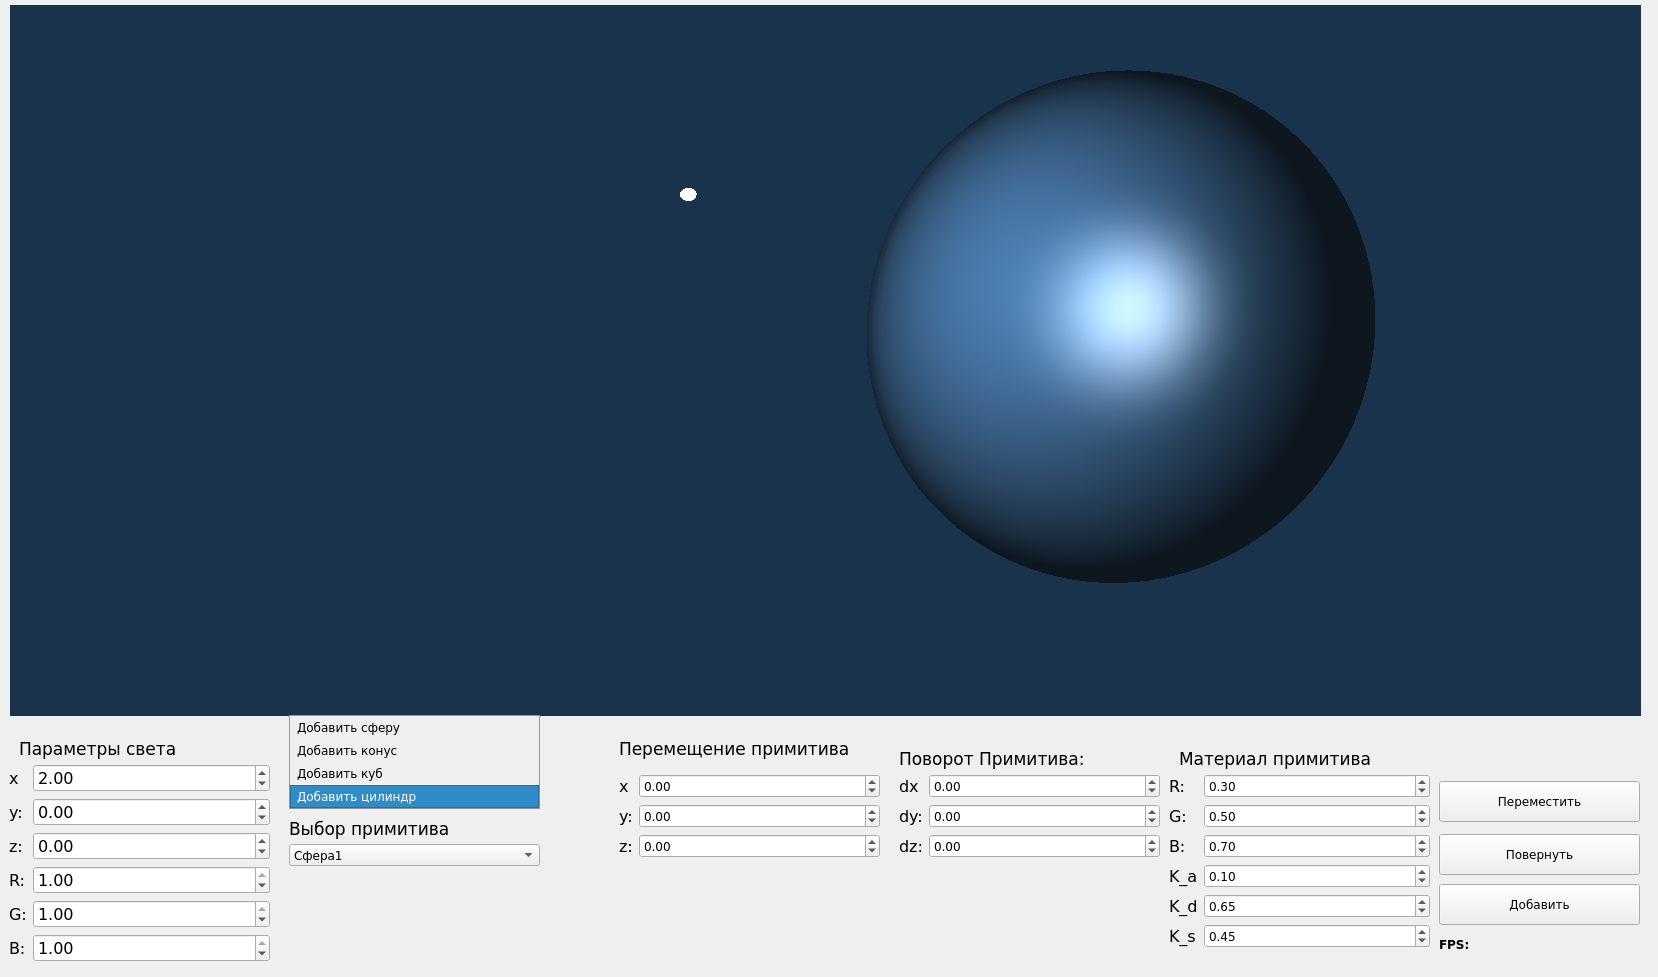 Параметры света
x 2.00
y: 0.00
z: 0.00
R: 1.00
G: 1.00
B: 1.00
Добавить сферу
Добавить конус
Добавить куб
Добавить цилиндр
Выбор примитива
Сфера1
Перемещение примитива
x 0.00
y: 0.00
z: 0.00
Поворот Примитива:
dx 0.00
dy: 0.00
dz: 0.00
Материал примитива
R: 0.30
G: 0.50
B: 0.70
K_a 0.10
K_d 0.65
K_s 0.45
Переместить
Повернуть
Добавить
FPS: